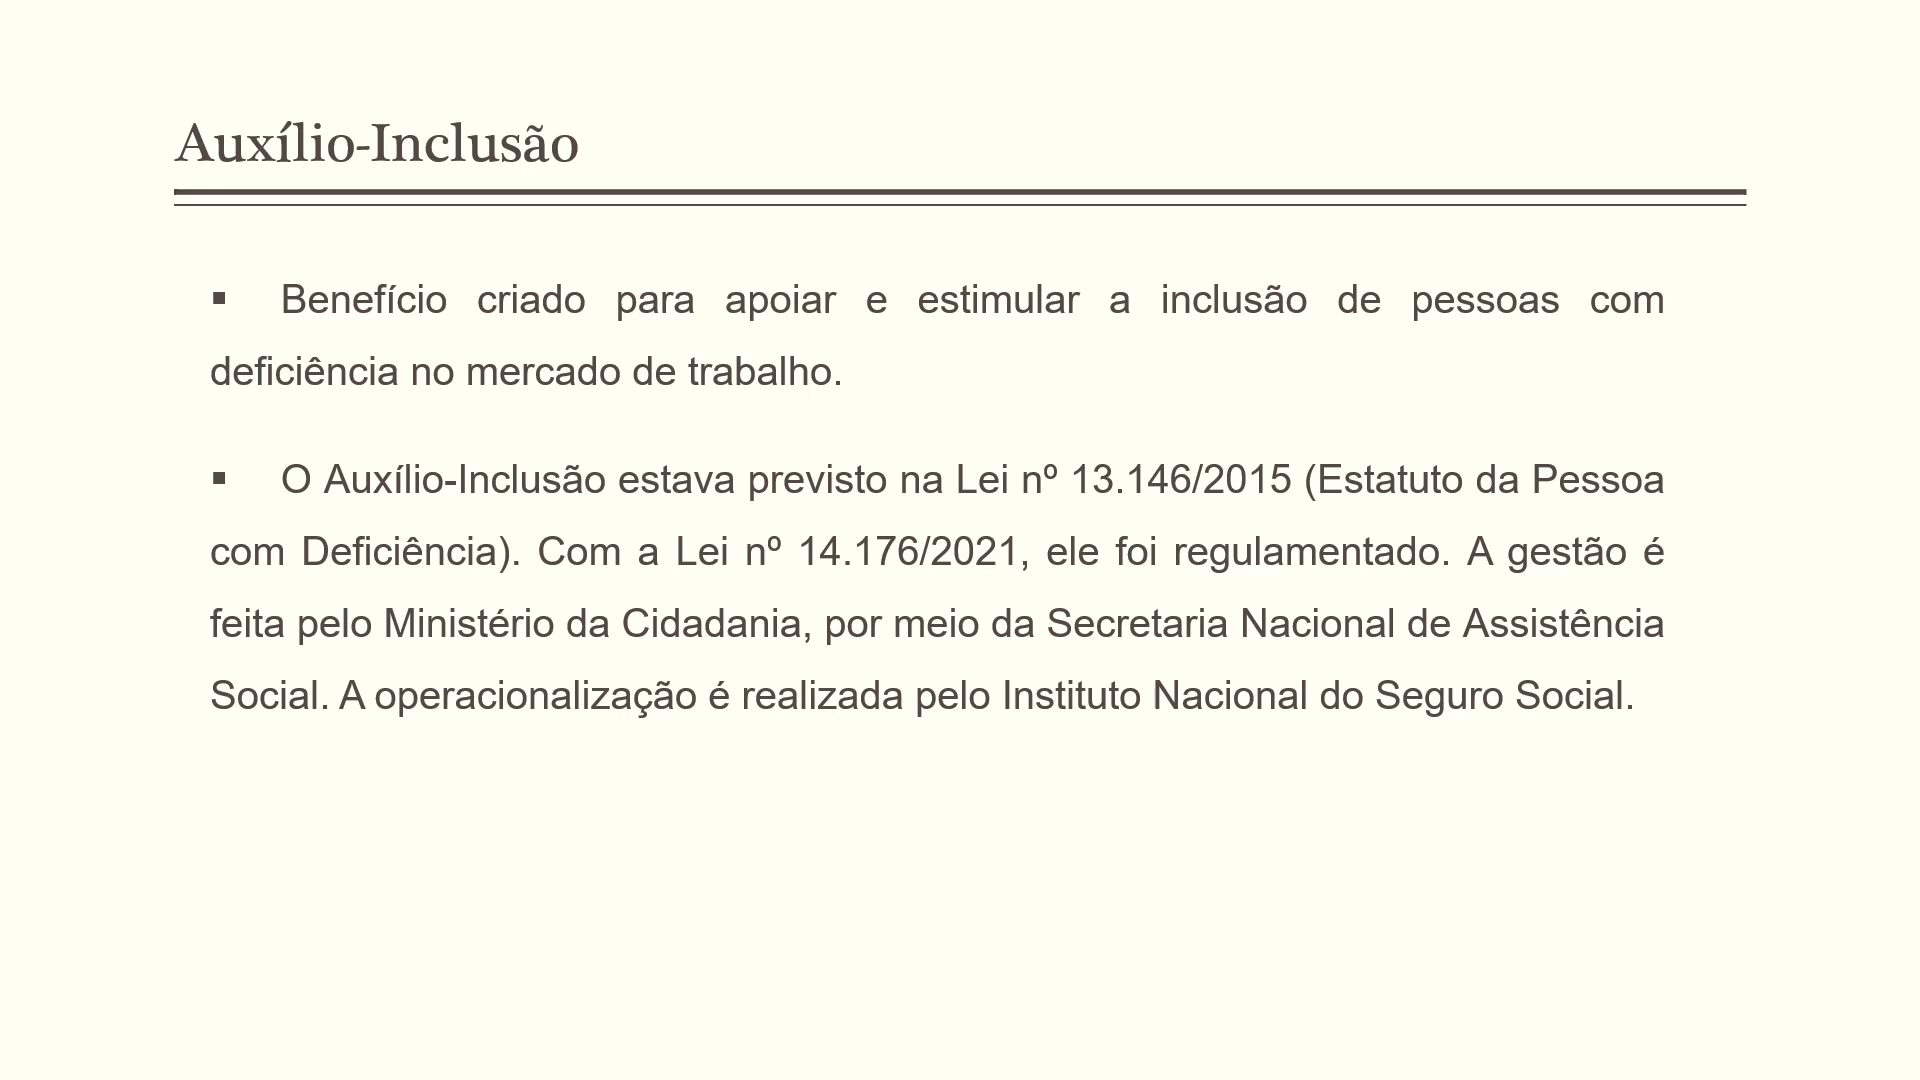 Auxílio-Inclusão
▪ Benefício criado para apoiar e estimular a inclusão de pessoas com
deficiência no mercado de trabalho.
▪ O Auxílio-Inclusão estava previsto na Lei nº 13.146/2015 (Estatuto da Pessoa
com Deficiência). Com a Lei nº 14.176/2021, ele foi regulamentado. A gestão é
feita pelo Ministério da Cidadania, por meio da Secretaria Nacional de Assistência
Social. A operacionalização é realizada pelo Instituto Nacional do Seguro Social.